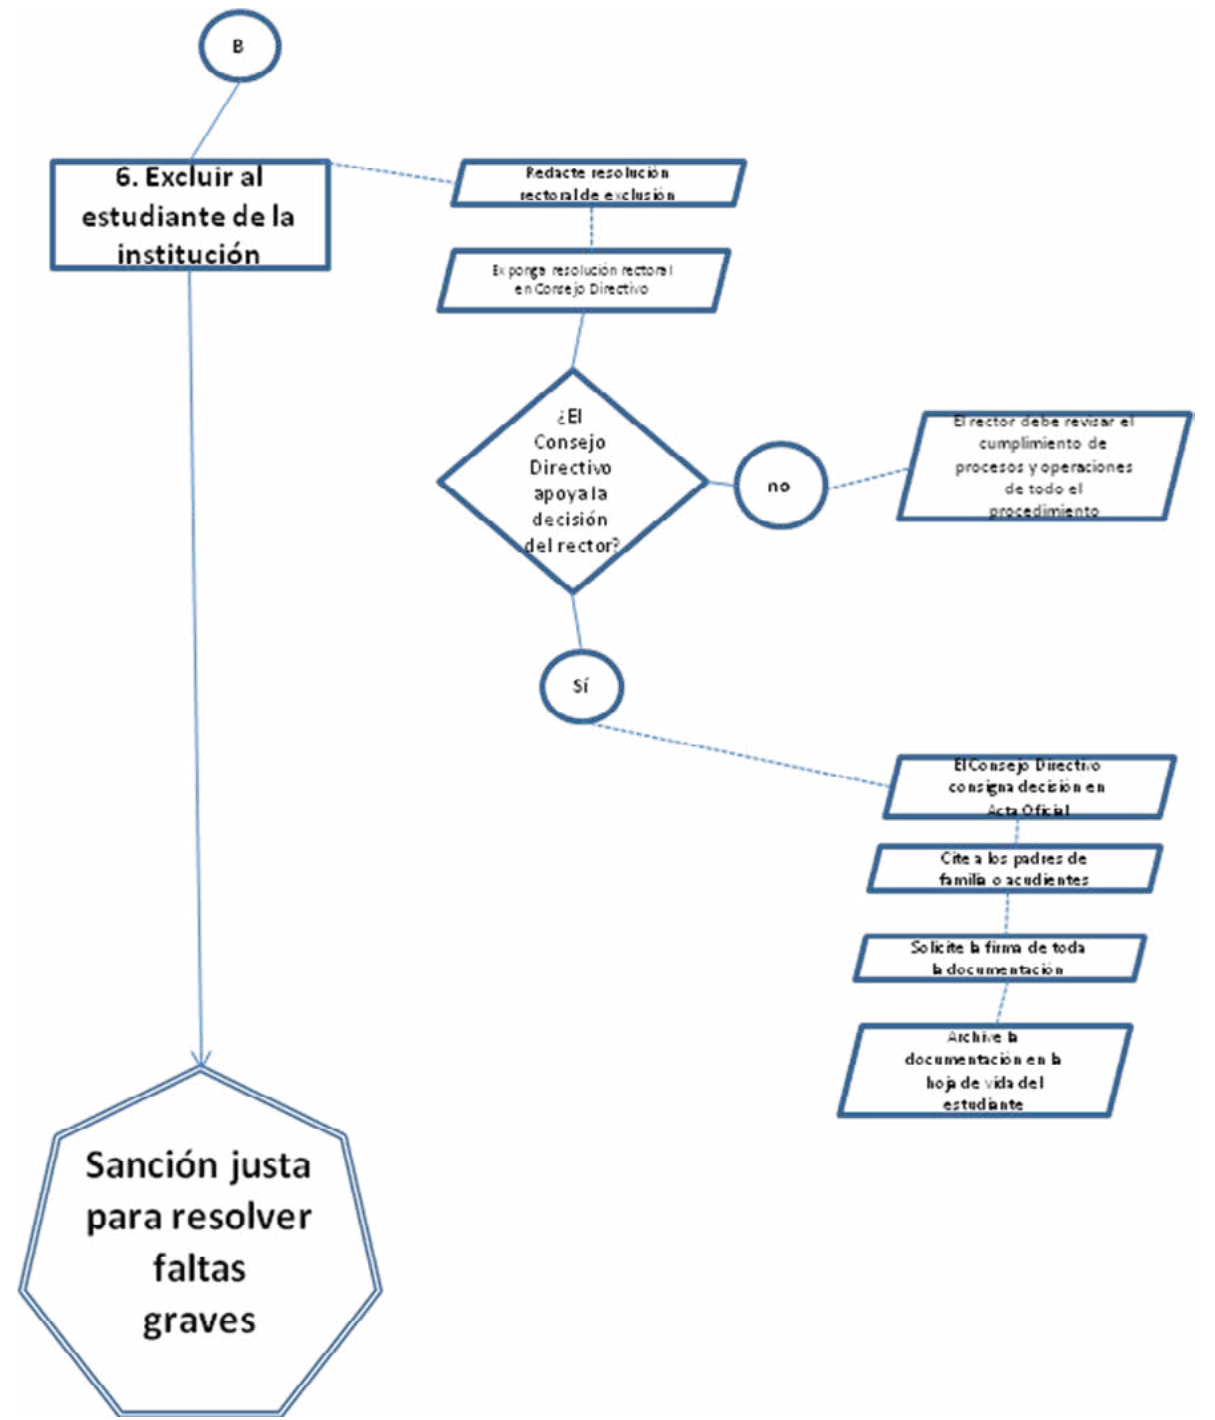 B
6. Excluir al
estudiante de la
institución
Redacte resolución
rectoral de exclusión
Exponga resolución rectoral
en Consejo Directivo
¿El
Consejo
Directivo
apoya la
decisión
del rector?
no
El rector debe revisar el
cumplimiento de
procesos y operaciones
de todo el
procedimiento
Sí
El Consejo Directivo
consigna decisión en
Acta Oficial
Cite a los padres de
familia o acudientes
Solicite la firma de toda
la documentación
Archive la
documentación en la
hoja de vida del
estudiante
Sanción justa
para resolver
faltas
graves